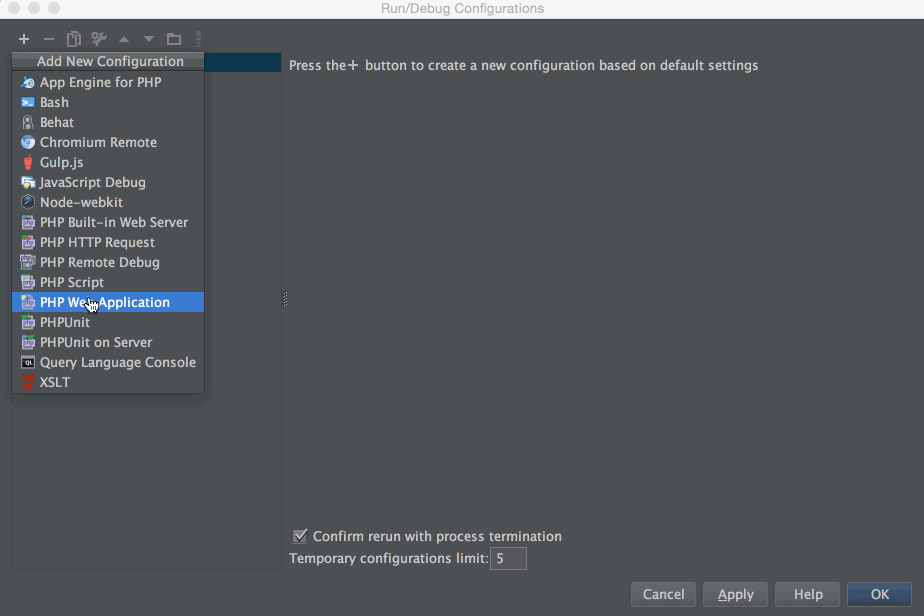 Run/Debug Configurations
Add New Configuration
Press the + button to create a new configuration based on default settings
App Engine for PHP
Bash
Behat
Chromium Remote
Gulp.js
JavaScript Debug
Node-webkit
PHP Built-in Web Server
PHP HTTP Request
PHP Remote Debug
PHP Script
PHP Web Application
PHPUnit
PHPUnit on Server
Query Language Console
XSLT
Confirm rerun with process termination
Temporary configurations limit: 5
Cancel Apply Help OK